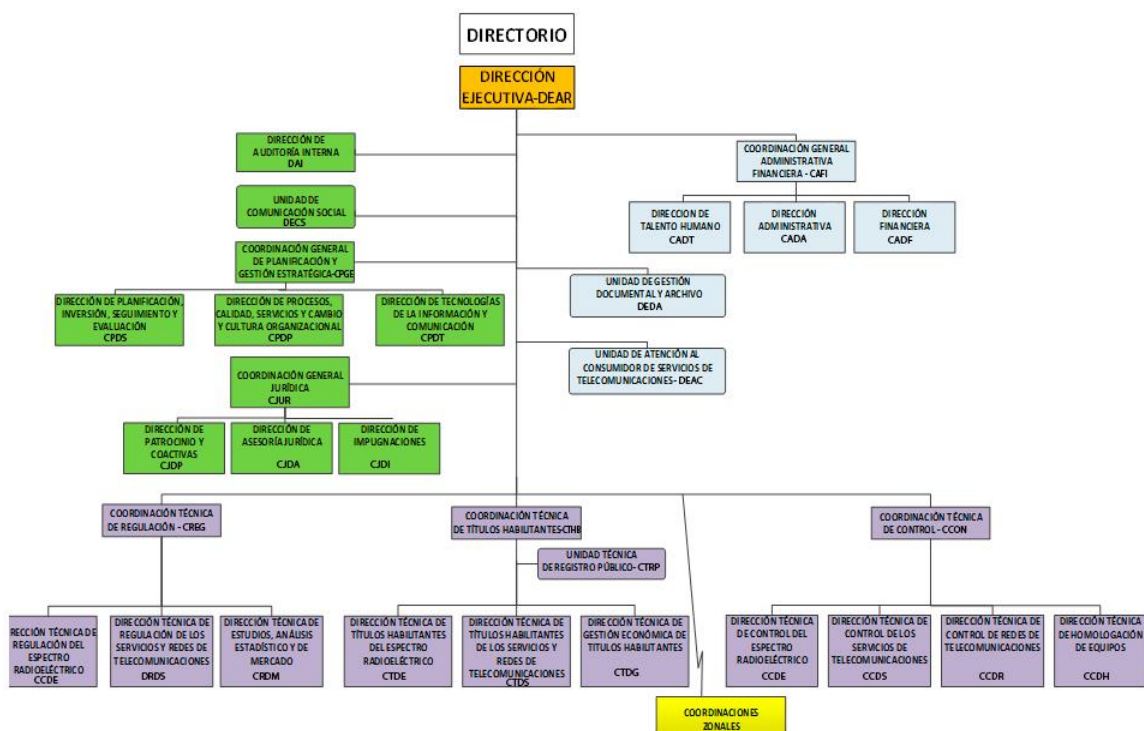 DIRECTORIO
DIRECCIÓN
EJECUTIVA-DEAR
DIRECCIÓN DE
AUDITORÍA INTERNA
DAI
COORDINACIÓN GENERAL
ADMINISTRATIVA
FINANCIERA - CAFI
UNIDAD DE
COMUNICACIÓN SOCIAL
DECS
DIRECCION DE
TALENTO HUMANO
CADT
DIRECCIÓN
ADMINISTRATIVA
CADA
DIRECCIÓN
FINANCIERA
CADF
COORDINACIÓN GENERAL
DE PLANIFICACIÓN Y
GESTIÓN ESTRATÉGICA-CPGE
UNIDAD DE GESTIÓN
DOCUMENTAL Y ARCHIVO
DEDA
DIRECCIÓN DE PLANIFICACIÓN,
INVERSIÓN, SEGUIMIENTO Y
EVALUACIÓN
CPDS
DIRECCIÓN DE PROCESOS,
CALIDAD, SERVICIOS Y CAMBIO
Y CULTURA ORGANIZACIONAL
CPDP
DIRECCIÓN DE TECNOLOGÍAS
DE LA INFORMACIÓN Y
COMUNICACIÓN
CPDT
UNIDAD DE ATENCIÓN AL
CONSUMIDOR DE SERVICIOS DE
TELECOMUNICACIONES- DEAC
COORDINACIÓN GENERAL
JURÍDICA
CJUR
DIRECCIÓN DE
PATROCINIO Y
COACTIVAS
CJDP
DIRECCIÓN DE
ASESORÍA JURÍDICA
CJDA
DIRECCIÓN DE
IMPUGNACIONES
CJDI
COORDINACIÓN TÉCNICA
DE REGULACIÓN - CREG
COORDINACIÓN TÉCNICA
DE TÍTULOS HABILITANTES-CTHB
COORDINACIÓN TÉCNICA
DE CONTROL - CCON
UNIDAD TÉCNICA
DE REGISTRO PÚBLICO- CTRP
RECCIÓN TÉCNICA DE
REGULACIÓN DEL
ESPECTRO
RADIOELÉCTRICO
CCDE
DIRECCIÓN TÉCNICA DE
REGULACIÓN DE LOS
SERVICIOS Y REDES DE
TELECOMUNICACIONES
DRDS
DIRECCIÓN TÉCNICA DE
ESTUDIOS, ANÁLISIS
ESTADÍSTICO Y DE
MERCADO
CRDM
DIRECCIÓN TÉCNICA DE
TÍTULOS HABILITANTES
DEL ESPECTRO
RADIOELÉCTRICO
CTDE
DIRECCIÓN TÉCNICA DE
TÍTULOS HABILITANTES
DE LOS SERVICIOS Y
REDES DE
TELECOMUNICACIONES
CTDS
DIRECCIÓN TÉCNICA DE
GESTIÓN ECONÓMICA DE
TITULOS HABILITANTES
CTDG
DIRECCIÓN TÉCNICA
DE CONTROL DEL
ESPECTRO
RADIOELÉCTRICO
CCDE
DIRECCIÓN TÉCNICA DE
CONTROL DE LOS
SERVICIOS DE
TELECOMUNICACIONES
CCDS
DIRECCIÓN TÉCNICA DE
CONTROL DE REDES DE
TELECOMUNICACIONES
CCDR
DIRECCIÓN TÉCNICA
DE HOMOLOGACIÓN
DE EQUIPOS
CCDH
COORDINACIONES
ZONALES